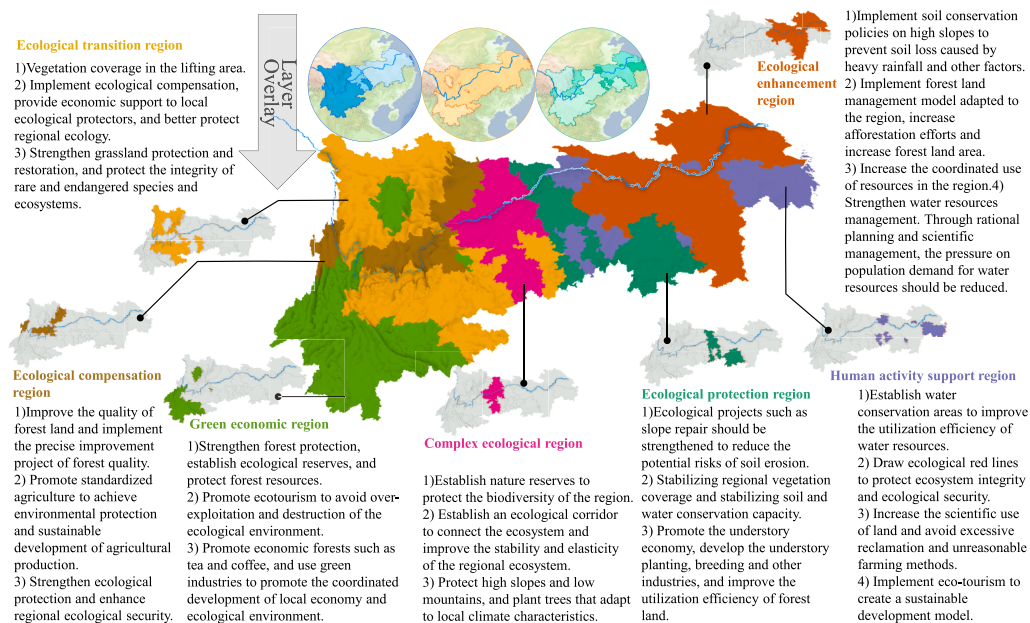 Ecological transition region
1)Vegetation coverage in the lifting area.
2) Implement ecological compensation,
provide economic support to local
ecological protectors, and better protect
regional ecology.
3) Strengthen grassland protection and
restoration, and protect the integrity of
rare and endangered species and
ecosystems.
Layer
Overlay
Ecological
enhancement
region
1)Implement soil conservation
policies on high slopes to
prevent soil loss caused by
heavy rainfall and other factors.
2) Implement forest land
management model adapted to
the region, increase
afforestation efforts and
increase forest land area.
3) Increase the coordinated use
of resources in the region.4)
Strengthen water resources
management. Through rational
planning and scientific
management, the pressure on
population demand for water
resources should be reduced.
Ecological compensation
region
1)Improve the quality of
forest land and implement
the precise improvement
project of forest quality.
2) Promote standardized
agriculture to achieve
environmental protection
and sustainable
development of agricultural
production.
3) Strengthen ecological
protection and enhance
regional ecological security.
Green economic region
1)Strengthen forest protection,
establish ecological reserves, and
protect forest resources.
2) Promote ecotourism to avoid over-
exploitation and destruction of the
ecological environment.
3) Promote economic forests such as
tea and coffee, and use green
industries to promote the coordinated
development of local economy and
ecological environment.
Complex ecological region
1)Establish nature reserves to
protect the biodiversity of the region.
2) Establish an ecological corridor
to connect the ecosystem and
improve the stability and elasticity
of the regional ecosystem.
3) Protect high slopes and low
mountains, and plant trees that adapt
to local climate characteristics.
Ecological protection region
1)Ecological projects such as
slope repair should be
strengthened to reduce the
potential risks of soil erosion.
2) Stabilizing regional vegetation
coverage and stabilizing soil and
water conservation capacity.
3) Promote the understory
economy, develop the understory
planting, breeding and other
industries, and improve the
utilization efficiency of forest
land.
Human activity support region
1)Establish water
conservation areas to improve
the utilization efficiency of
water resources.
2) Draw ecological red lines
to protect ecosystem integrity
and ecological security.
3) Increase the scientific use
of land and avoid excessive
reclamation and unreasonable
farming methods.
4) Implement eco-tourism to
create a sustainable
development model.